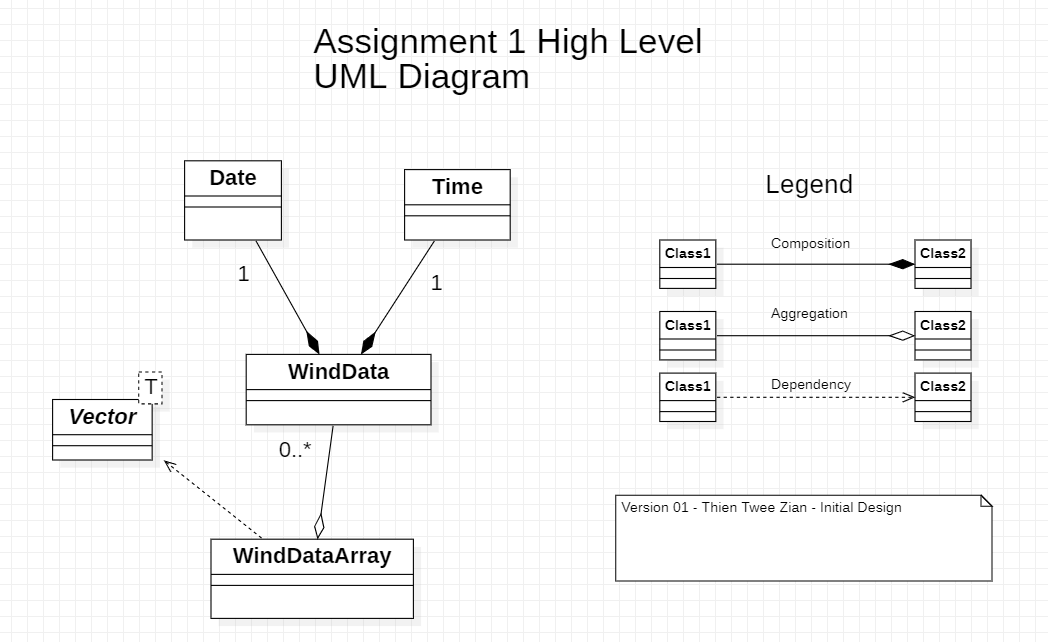 Assignment 1 High Level
UML Diagram
Date
Time
1
1
WindData
T
Vector
0..*
WindDataArray
Legend
Class1
Composition
Class2
Class1
Aggregation
Class2
Class1
Dependency
Class2
Version 01 - Thien Twee Zian - Initial Design